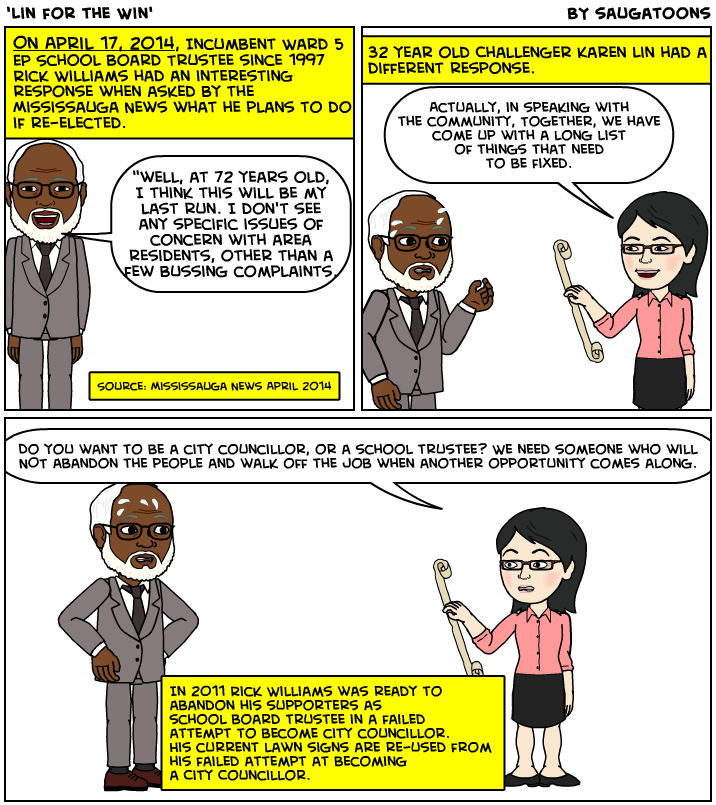 'LIN FOR THE WIN'
BY SAUGATOONS
ON APRIL 17, 2014, INCUMBENT WARD 5
EP SCHOOL BOARD TRUSTEE SINCE 1997
RICK WILLIAMS HAD AN INTERESTING
RESPONSE WHEN ASKED BY THE
MISSISSAUGA NEWS WHAT HE PLANS TO DO
IF RE-ELECTED.
"WELL, AT 72 YEARS OLD,
I THINK THIS WILL BE MY
LAST RUN. I DON'T SEE
ANY SPECIFIC ISSUES OF
CONCERN WITH AREA
RESIDENTS, OTHER THAN A
FEW BUSSING COMPLAINTS.
SOURCE: MISSISSAUGA NEWS APRIL 2014
32 YEAR OLD CHALLENGER KAREN LIN HAD A
DIFFERENT RESPONSE.
ACTUALLY, IN SPEAKING WITH
THE COMMUNITY, TOGETHER, WE HAVE
COME UP WITH A LONG LIST
OF THINGS THAT NEED
TO BE FIXED.
DO YOU WANT TO BE A CITY COUNCILLOR, OR A SCHOOL TRUSTEE? WE NEED SOMEONE WHO WILL
NOT ABANDON THE PEOPLE AND WALK OFF THE JOB WHEN ANOTHER OPPORTUNITY COMES ALONG.
IN 2011 RICK WILLIAMS WAS READY TO
ABANDON HIS SUPPORTERS AS
SCHOOL BOARD TRUSTEE IN A FAILED
ATTEMPT TO BECOME CITY COUNCILLOR.
HIS CURRENT LAWN SIGNS ARE RE-USED FROM
HIS FAILED ATTEMPT AT BECOMING
A CITY COUNCILLOR.